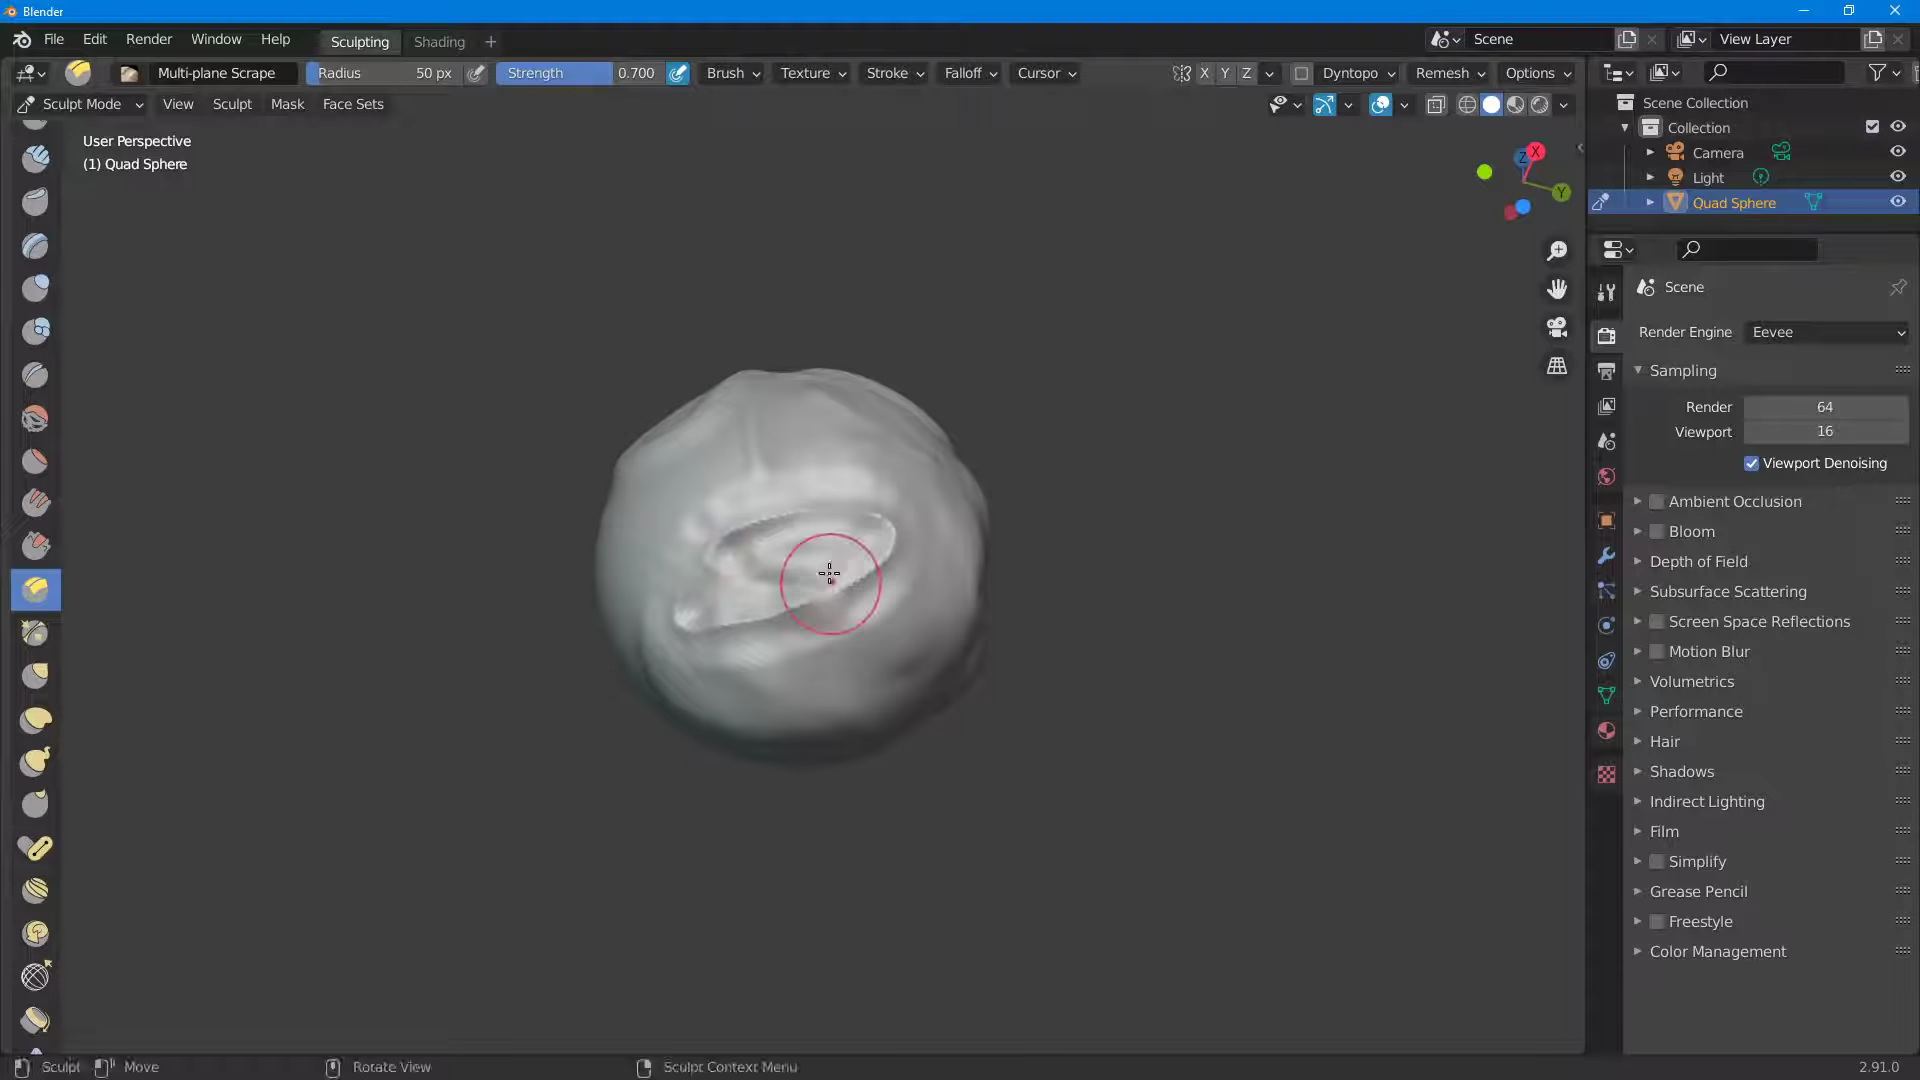 Blender
File Edit Render Window Help Sculpting Shading + Scene View Layer
Multi-plane Scrape Radius 50 px Strength 0.700 Brush Texture Stroke Falloff Cursor X Y Z Dyntopo Remesh Options
Sculpt Mode View Sculpt Mask Face Sets
User Perspective
(1) Quad Sphere
Z X
Y
Scene Collection
Collection
Camera
Light
Quad Sphere
Scene
Render Engine Eevee
Sampling
Render 64
Viewport 16
Viewport Denoising
Ambient Occlusion
Bloom
Depth of Field
Subsurface Scattering
Screen Space Reflections
Motion Blur
Volumetrics
Performance
Hair
Shadows
Indirect Lighting
Film
Simplify
Grease Pencil
Freestyle
Color Management
Sculpt Move Rotate View Sculpt Context Menu 2.91.0